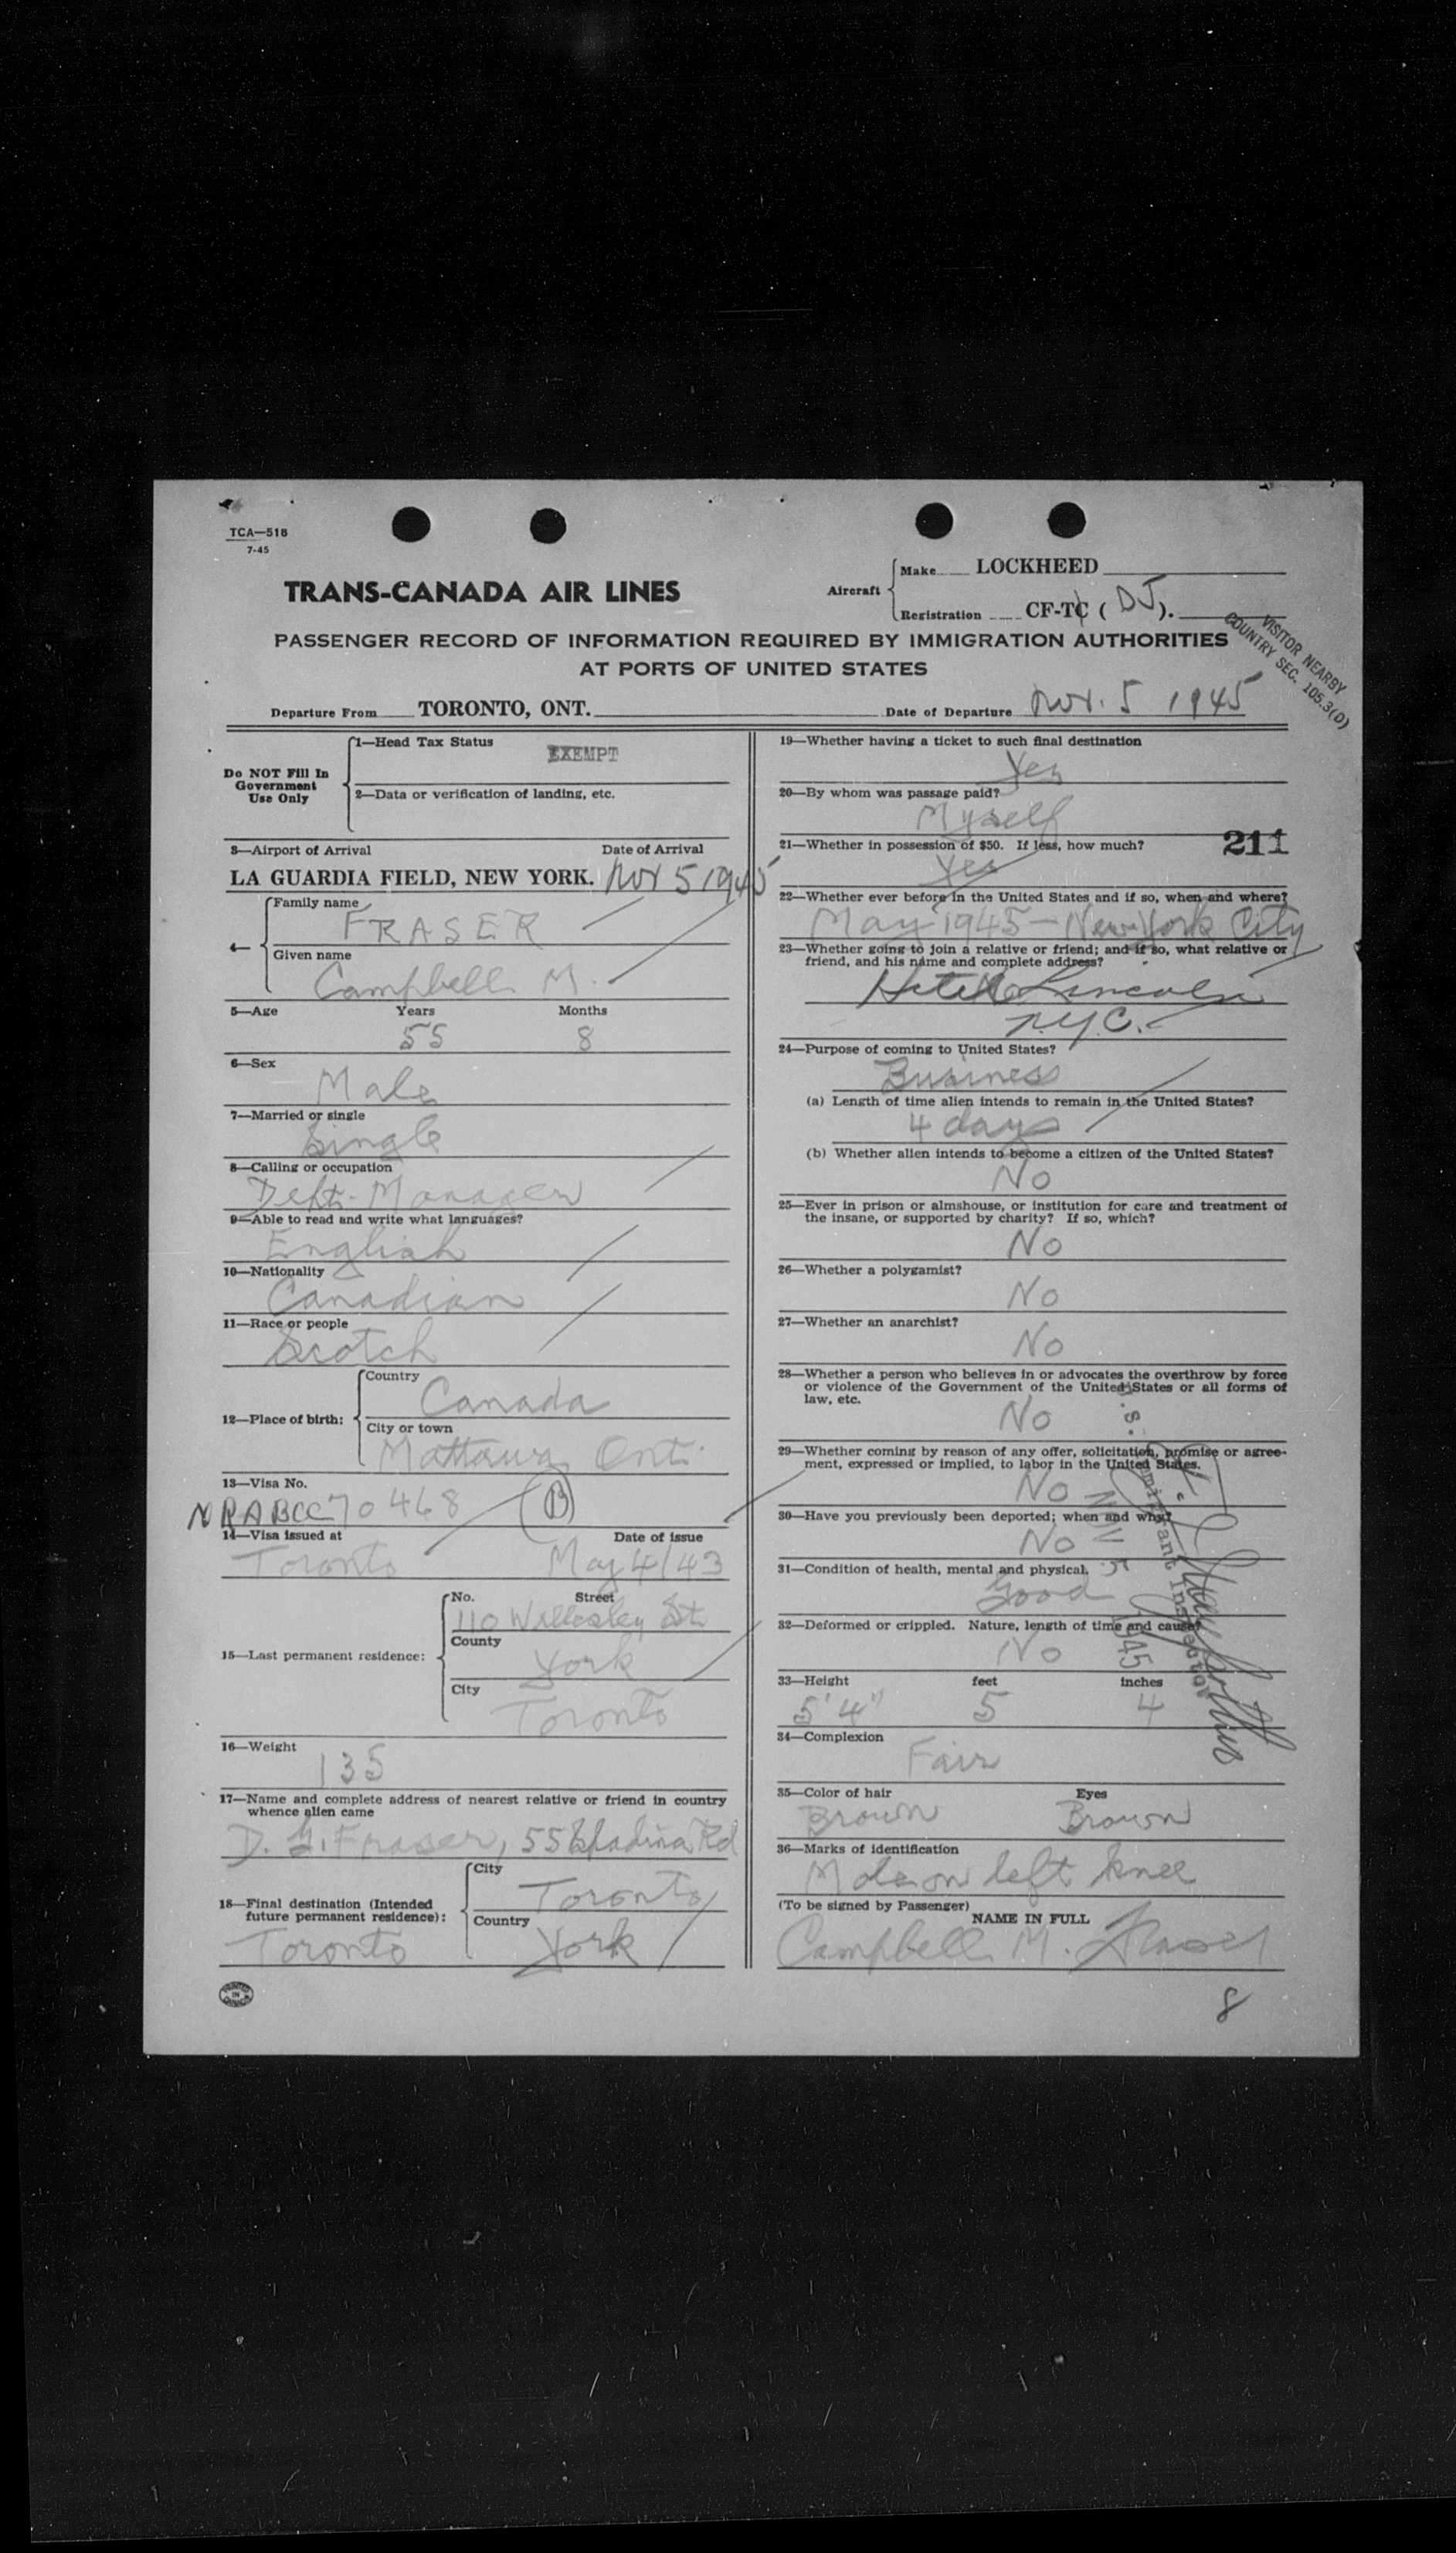 TCA—518
7-45
TRANS-CANADA AIR LINES
Aircraft
Make LOCKHEED
Registration CF-TC ( DJ ).
PASSENGER RECORD OF INFORMATION REQUIRED BY IMMIGRATION AUTHORITIES
AT PORTS OF UNITED STATES
VISITOR NEARBY
COUNTRY SEC. 105.3(D)
Departure From TORONTO, ONT. Date of Departure Nov. 5 1945
Do NOT Fill In
Government
Use Only
1—Head Tax Status EXEMPT
2—Data or verification of landing, etc.
3—Airport of Arrival Date of Arrival
LA GUARDIA FIELD, NEW YORK. Nov 5 1945
4—
Family name
FRASER
Given name
Campbell M.
5—Age Years Months
55 8
6—Sex
Male
7—Married or single
Single
8—Calling or occupation
Dept. Manager
9—Able to read and write what languages?
English
10—Nationality
Canadian
11—Race or people
Scotch
12—Place of birth:
Country
Canada
City or town
Mattawa Ont.
13—Visa No.
NRABCC 70468 B
14—Visa issued at Date of issue
Toronto May 4/43
15—Last permanent residence:
No. Street
110 Wellesley St.
County
York
City
Toronto
16—Weight
135
17—Name and complete address of nearest relative or friend in country
whence alien came
D. Fraser, 55 Spadina Rd
18—Final destination (Intended
future permanent residence):
Toronto
City
Toronto
Country
York
PRINTED
IN
CANADA
19—Whether having a ticket to such final destination
Yes
20—By whom was passage paid?
Myself
21—Whether in possession of $50. If less, how much? 211
Yes
22—Whether ever before in the United States and if so, when and where?
May 1945 — New York City
23—Whether going to join a relative or friend; and if so, what relative or
friend, and his name and complete address?
Hotel Lincoln
N.Y.C.
24—Purpose of coming to United States?
Business
(a) Length of time alien intends to remain in the United States?
4 days
(b) Whether alien intends to become a citizen of the United States?
No
25—Ever in prison or almshouse, or institution for care and treatment of
the insane, or supported by charity? If so, which?
No
26—Whether a polygamist?
No
27—Whether an anarchist?
No
28—Whether a person who believes in or advocates the overthrow by force
or violence of the Government of the United States or all forms of
law, etc.
No
29—Whether coming by reason of any offer, solicitation, promise or agree-
ment, expressed or implied, to labor in the United States.
No
30—Have you previously been deported; when and why?
No
31—Condition of health, mental and physical.
Good
32—Deformed or crippled. Nature, length of time and cause?
No
U.S. Immigrant Inspector
NOV 5 1945
33—Height feet inches
5'4" 5 4
34—Complexion
Fair
35—Color of hair Eyes
Brown Brown
36—Marks of identification
Mole on left knee
(To be signed by Passenger)
NAME IN FULL
Campbell M. Fraser
8